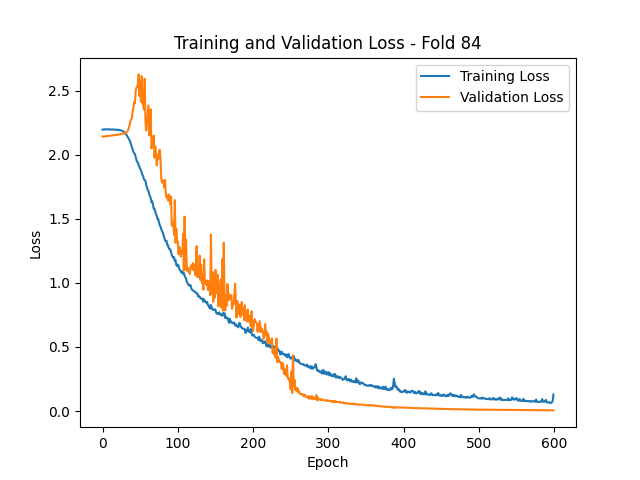 Training and Validation Loss - Fold 84
Training Loss
Validation Loss
Loss
2.5
2.0
1.5
1.0
0.5
0.0
0 100 200 300 400 500 600
Epoch